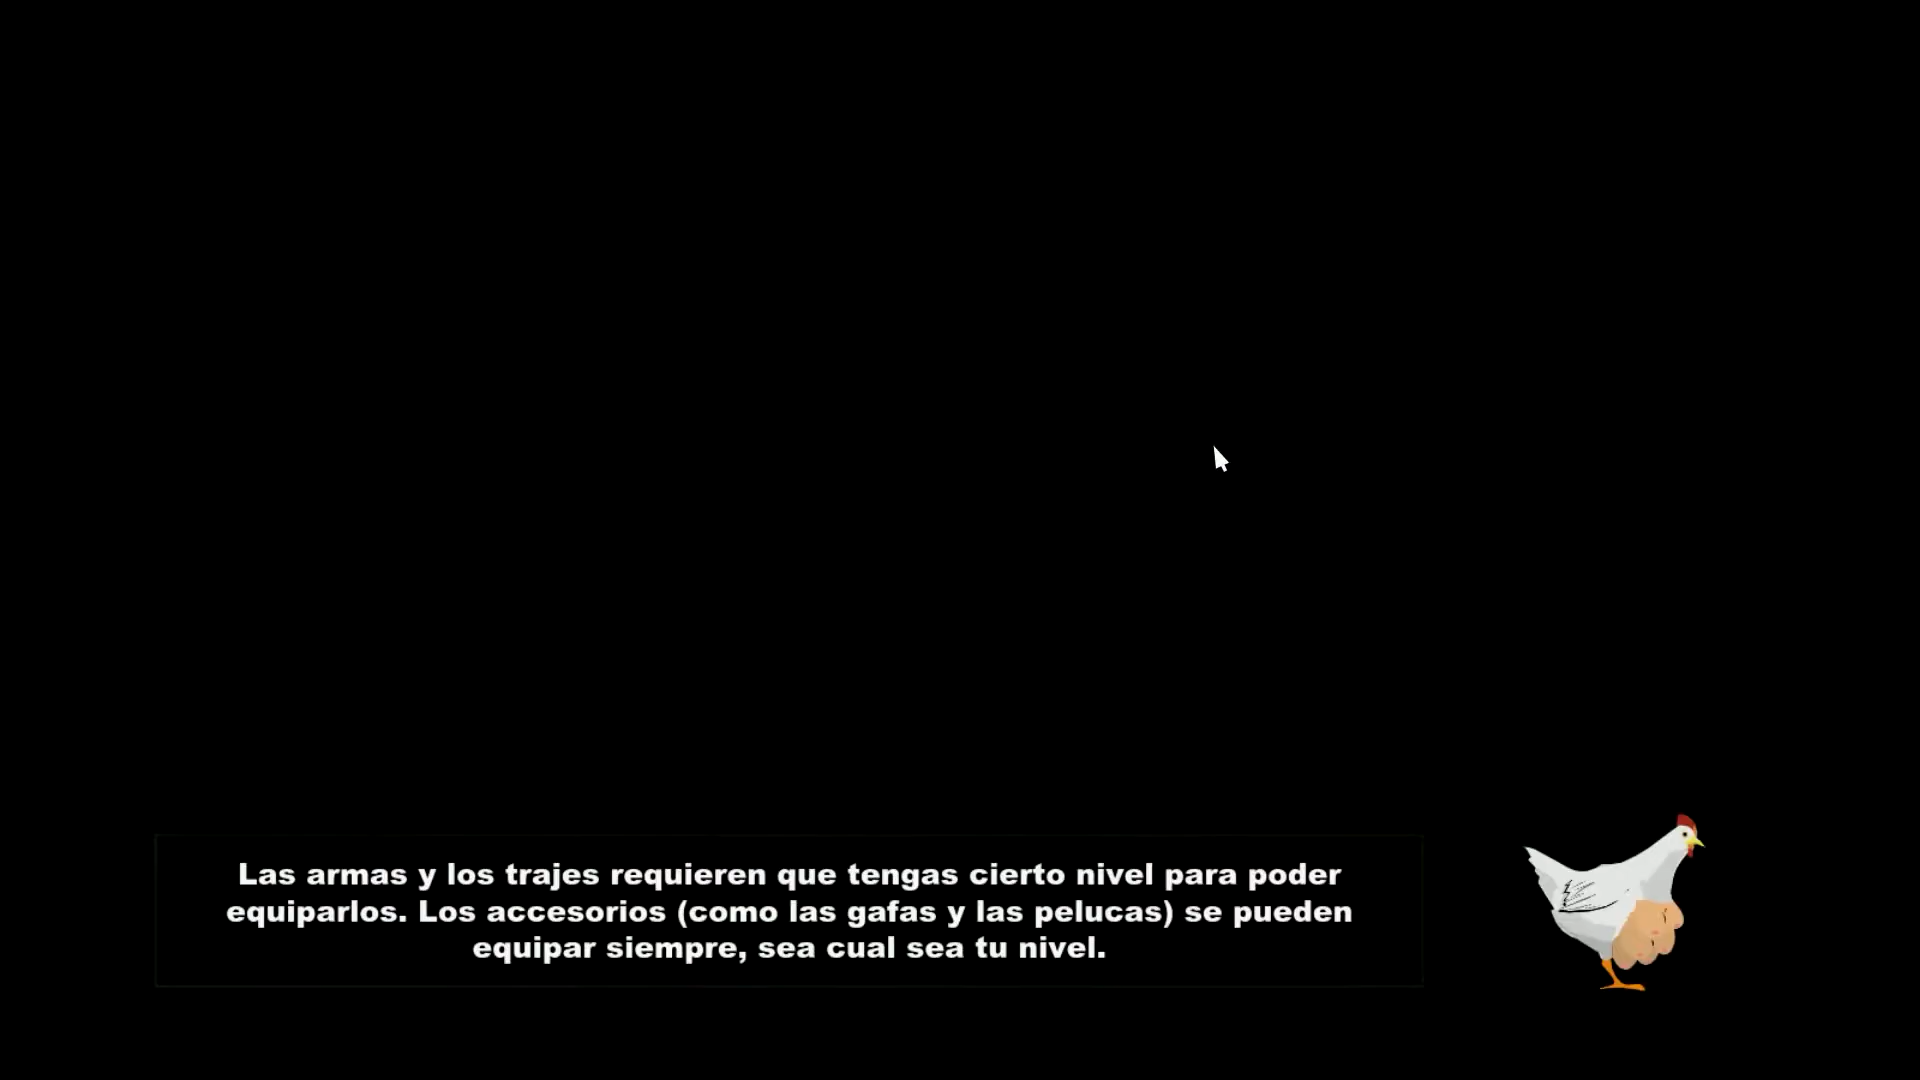 Las armas y los trajes requieren que tengas cierto nivel para poder
equiparlos. Los accesorios (como las gafas y las pelucas) se pueden
equipar siempre, sea cual sea tu nivel.